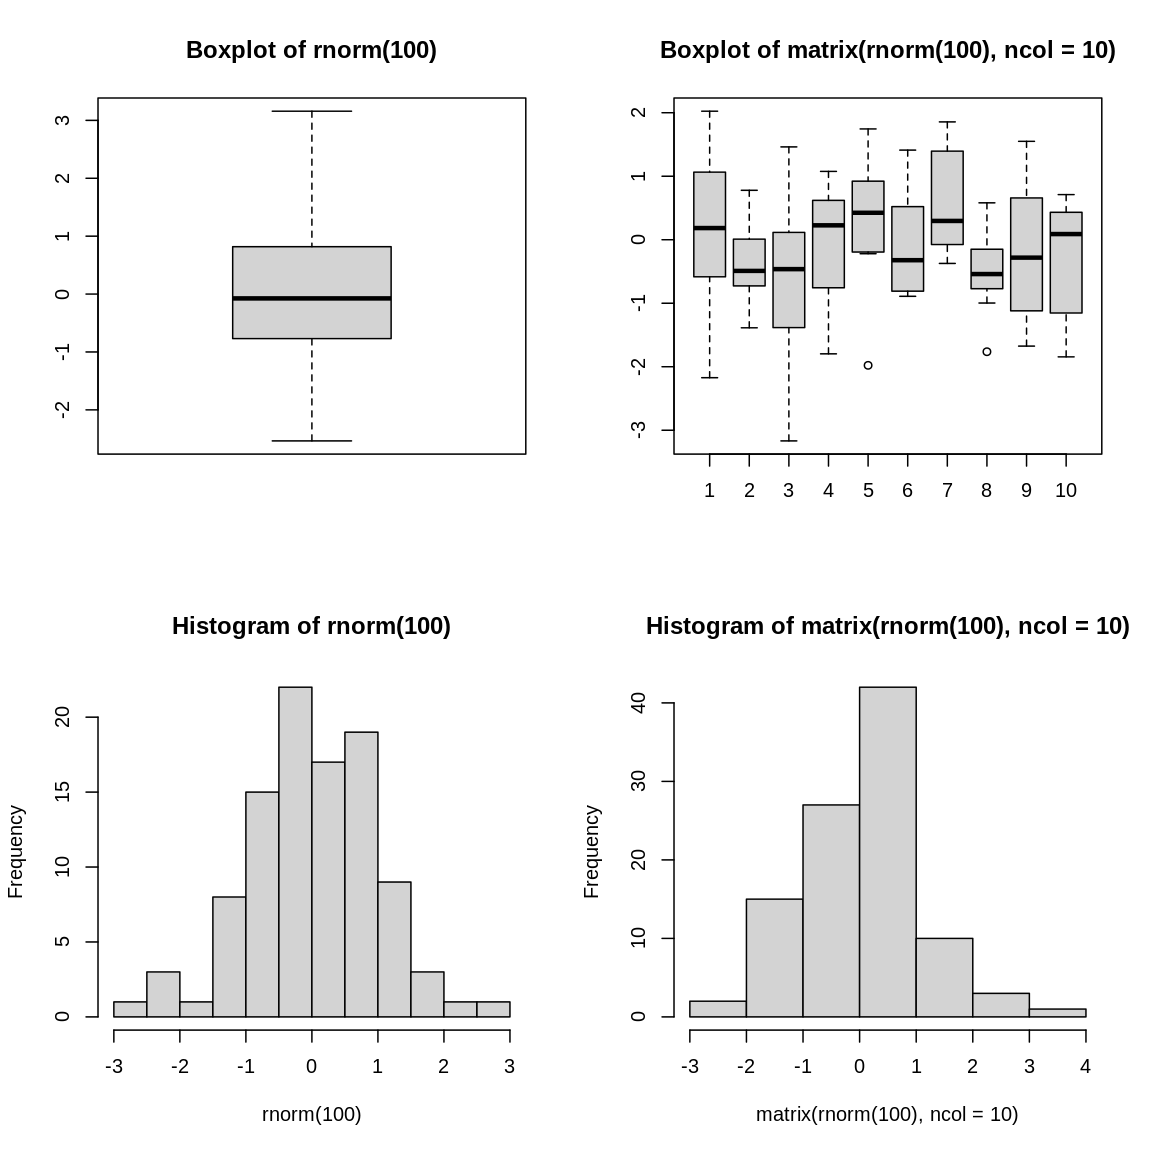 Boxplot of rnorm(100)
3
2
1
0
-1
-2
Boxplot of matrix(rnorm(100), ncol = 10)
2
1
0
-1
-2
-3
1 2 3 4 5 6 7 8 9 10
Histogram of rnorm(100)
Frequency
20
15
10
5
0
-3 -2 -1 0 1 2 3
rnorm(100)
Histogram of matrix(rnorm(100), ncol = 10)
Frequency
40
30
20
10
0
-3 -2 -1 0 1 2 3 4
matrix(rnorm(100), ncol = 10)